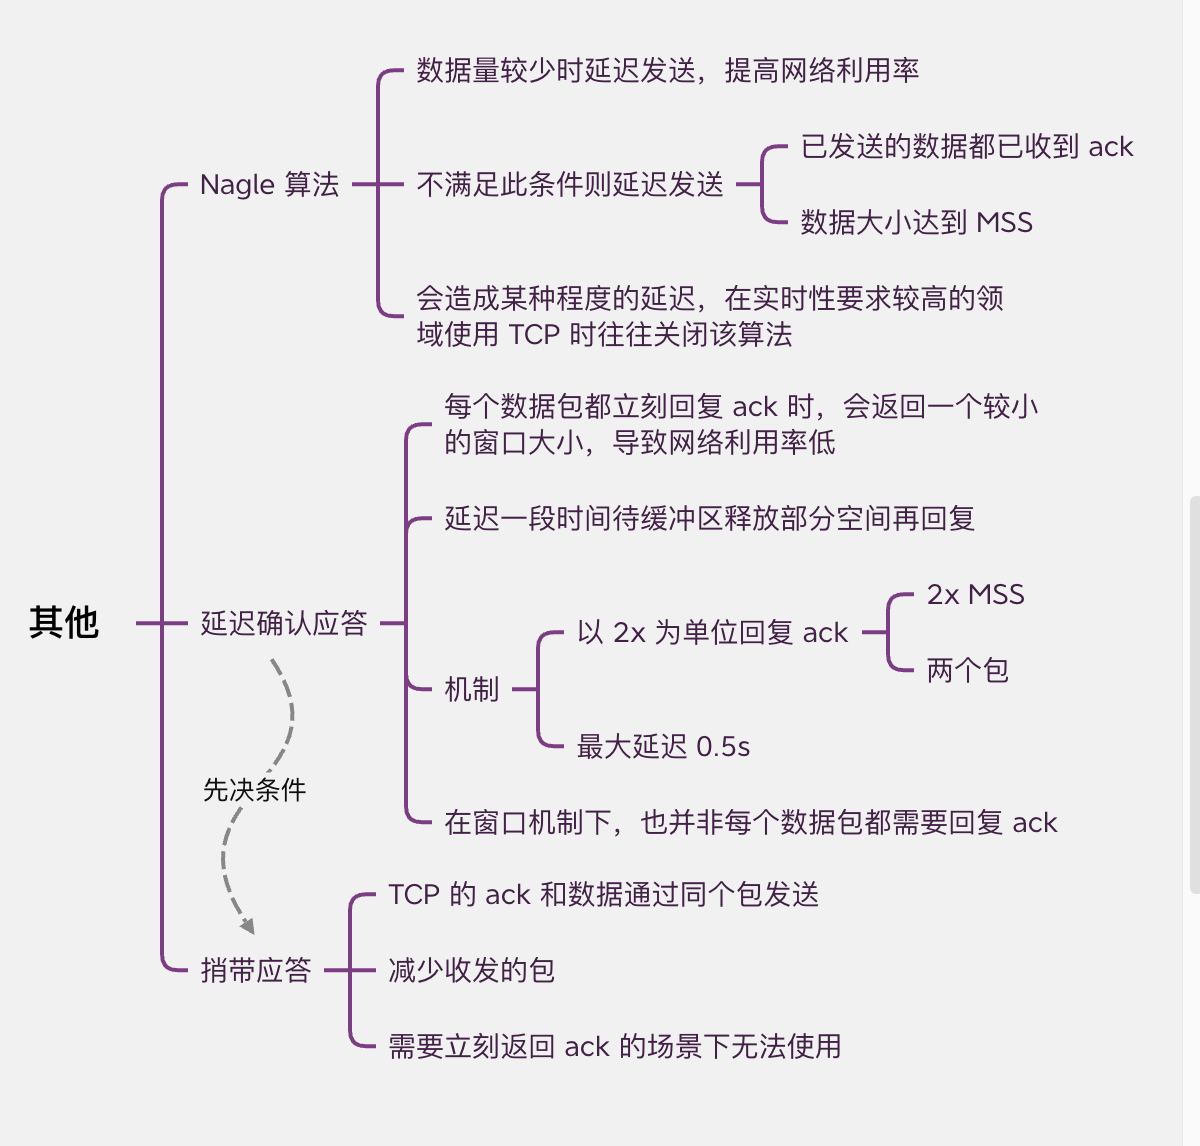 数据量较少时延迟发送，提高网络利用率
已发送的数据都已收到 ack
Nagle 算法
不满足此条件则延迟发送
数据大小达到 MSS
会造成某种程度的延迟，在实时性要求较高的领
域使用 TCP 时往往关闭该算法
每个数据包都立刻回复 ack 时，会返回一个较小
的窗口大小，导致网络利用率低
延迟一段时间待缓冲区释放部分空间再回复
2x MSS
其他
延迟确认应答
以 2x 为单位回复 ack
两个包
机制
最大延迟 0.5s
先决条件
在窗口机制下，也并非每个数据包都需要回复 ack
TCP 的 ack 和数据通过同个包发送
捎带应答
减少收发的包
需要立刻返回 ack 的场景下无法使用